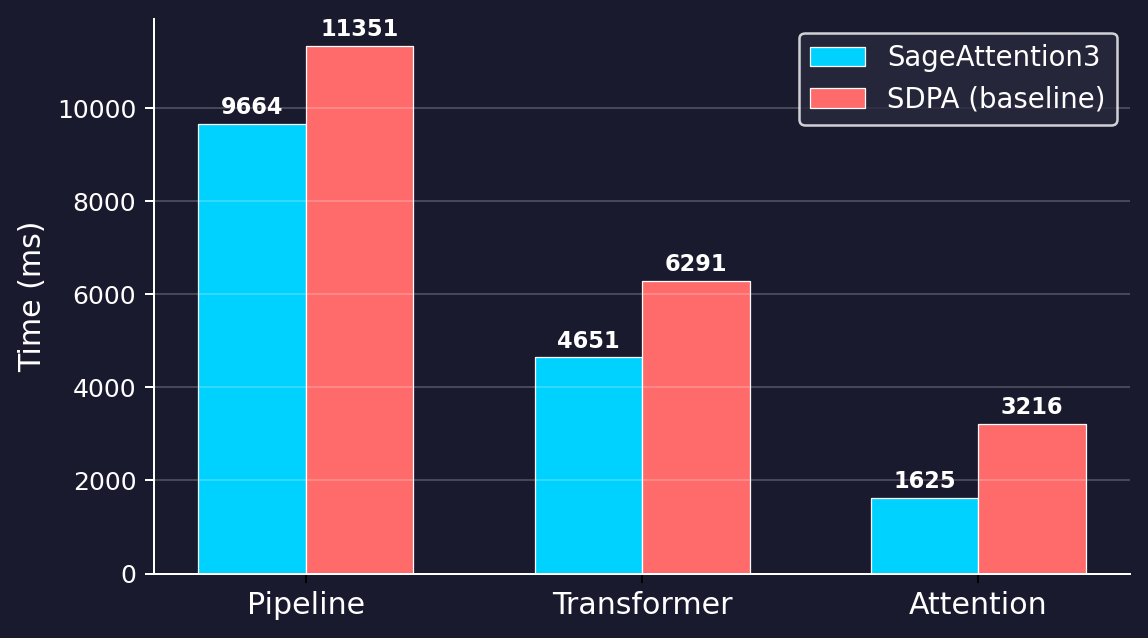 11351
9664
6291
4651
3216
1625
SageAttention3
SDPA (baseline)
Time (ms)
10000
8000
6000
4000
2000
0
Pipeline
Transformer
Attention